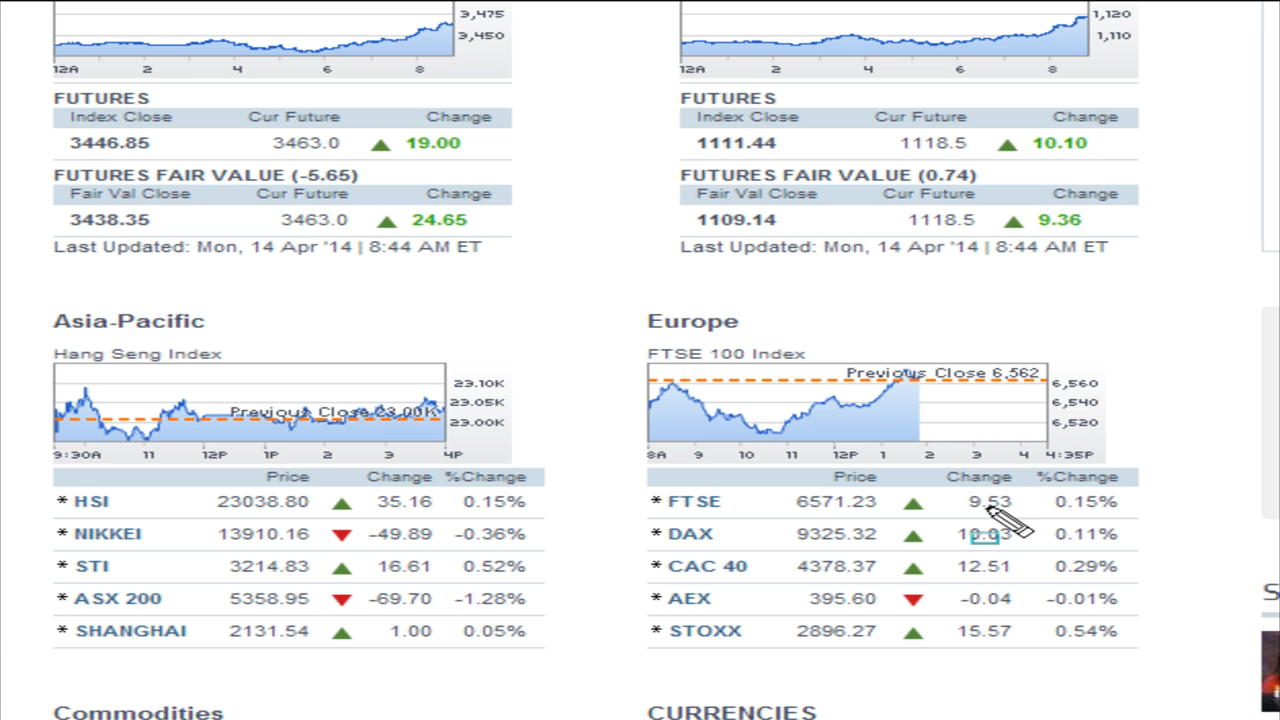 3,475
3,450
12A 2 4 6 8
FUTURES
Index Close Cur Future Change
3446.85 3463.0 19.00
FUTURES FAIR VALUE (-5.65)
Fair Val Close Cur Future Change
3438.35 3463.0 24.65
Last Updated: Mon, 14 Apr '14 | 8:44 AM ET
1,120
1,110
12A 2 4 6 8
FUTURES
Index Close Cur Future Change
1111.44 1118.5 10.10
FUTURES FAIR VALUE (0.74)
Fair Val Close Cur Future Change
1109.14 1118.5 9.36
Last Updated: Mon, 14 Apr '14 | 8:44 AM ET
Asia-Pacific
Hang Seng Index
23.10K
Previous Close 23.00K
23.05K
23.00K
9:30A 11 12P 1P 2 3 4P
Price Change %Change
* HSI 23038.80 35.16 0.15%
* NIKKEI 13910.16 -49.89 -0.36%
* STI 3214.83 16.61 0.52%
* ASX 200 5358.95 -69.70 -1.28%
* SHANGHAI 2131.54 1.00 0.05%
Europe
FTSE 100 Index
Previous Close 6,562
6,560
6,540
6,520
8A 9 10 11 12P 1 2 3 4 4:35P
Price Change %Change
* FTSE 6571.23 9.53 0.15%
* DAX 9325.32 10.03 0.11%
* CAC 40 4378.37 12.51 0.29%
* AEX 395.60 -0.04 -0.01%
* STOXX 2896.27 15.57 0.54%
Commodities
CURRENCIES
S